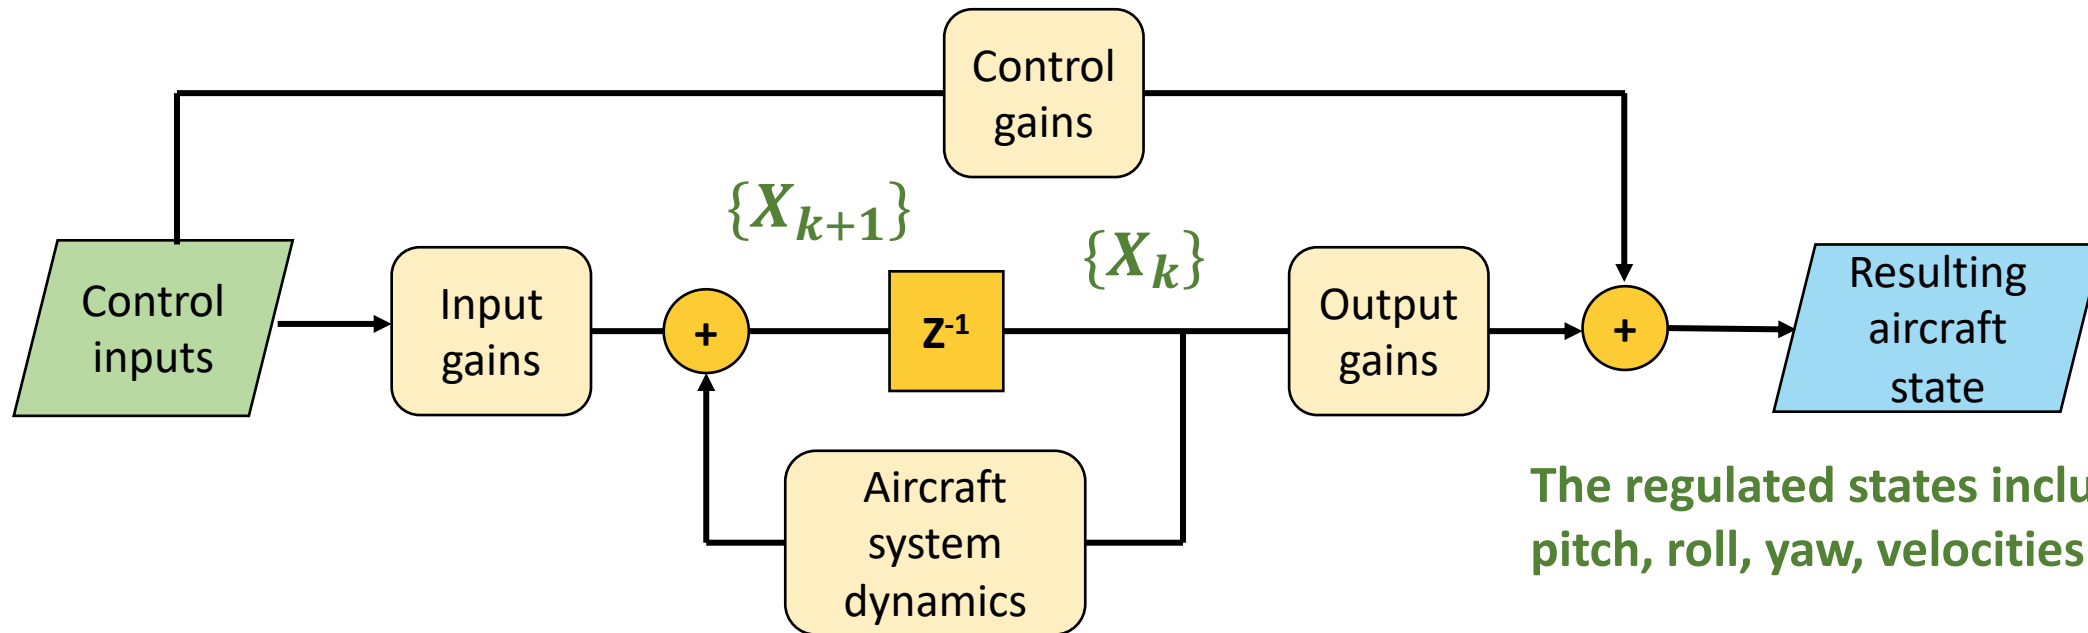 Control
gains
{X_{k+1}}
{X_k}
Control
inputs
Input
gains
+
Z^{-1}
Output
gains
+
Resulting
aircraft
state
Aircraft
system
dynamics
The regulated states
pitch, roll, yaw, velocities